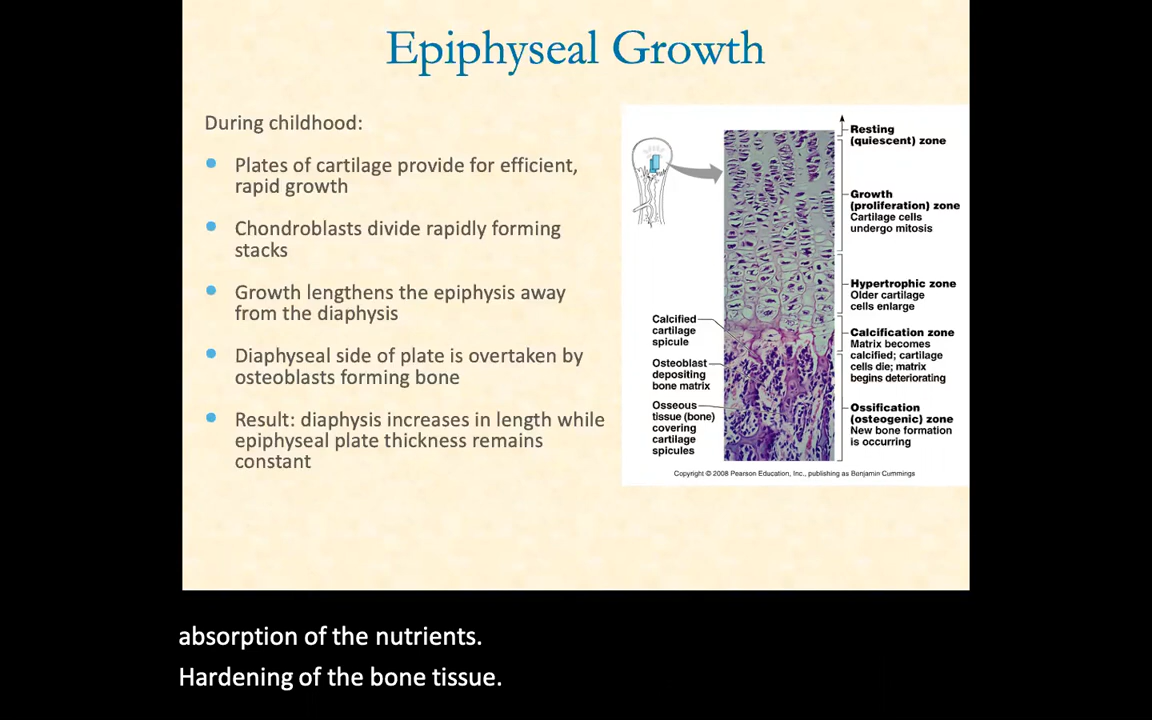 Epiphyseal Growth
During childhood:
Plates of cartilage provide for efficient,
rapid growth
Chondroblasts divide rapidly forming
stacks
Growth lengthens the epiphysis away
from the diaphysis
Diaphyseal side of plate is overtaken by
osteoblasts forming bone
Result: diaphysis increases in length while
epiphyseal plate thickness remains
constant
Calcified
cartilage
spicule
Osteoblast
depositing
bone matrix
Osseous
tissue (bone)
covering
cartilage
spicules
Resting
(quiescent) zone
Growth
(proliferation) zone
Cartilage cells
undergo mitosis
Hypertrophic zone
Older cartilage
cells enlarge
Calcification zone
Matrix becomes
calcified; cartilage
cells die; matrix
begins deteriorating
Ossification
(osteogenic) zone
New bone formation
is occurring
Copyright © 2008 Pearson Education, Inc., publishing as Benjamin Cummings
absorption of the nutrients.
Hardening of the bone tissue.